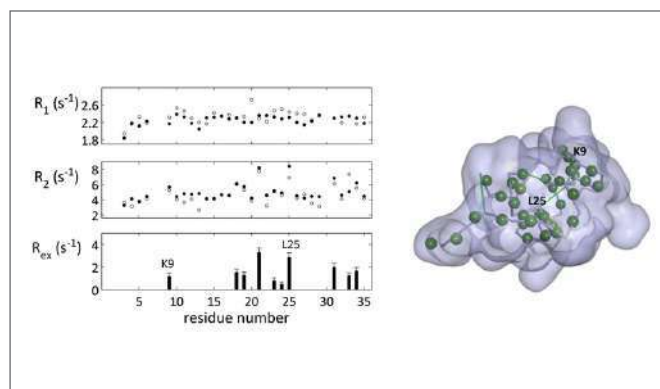 R1 (s-1)
2.6
2.2
1.8
R2 (s-1)
8
6
4
2
Rex (s-1)
4
2
0
K9
L25
5 10 15 20 25 30 35
residue number
K9
L25